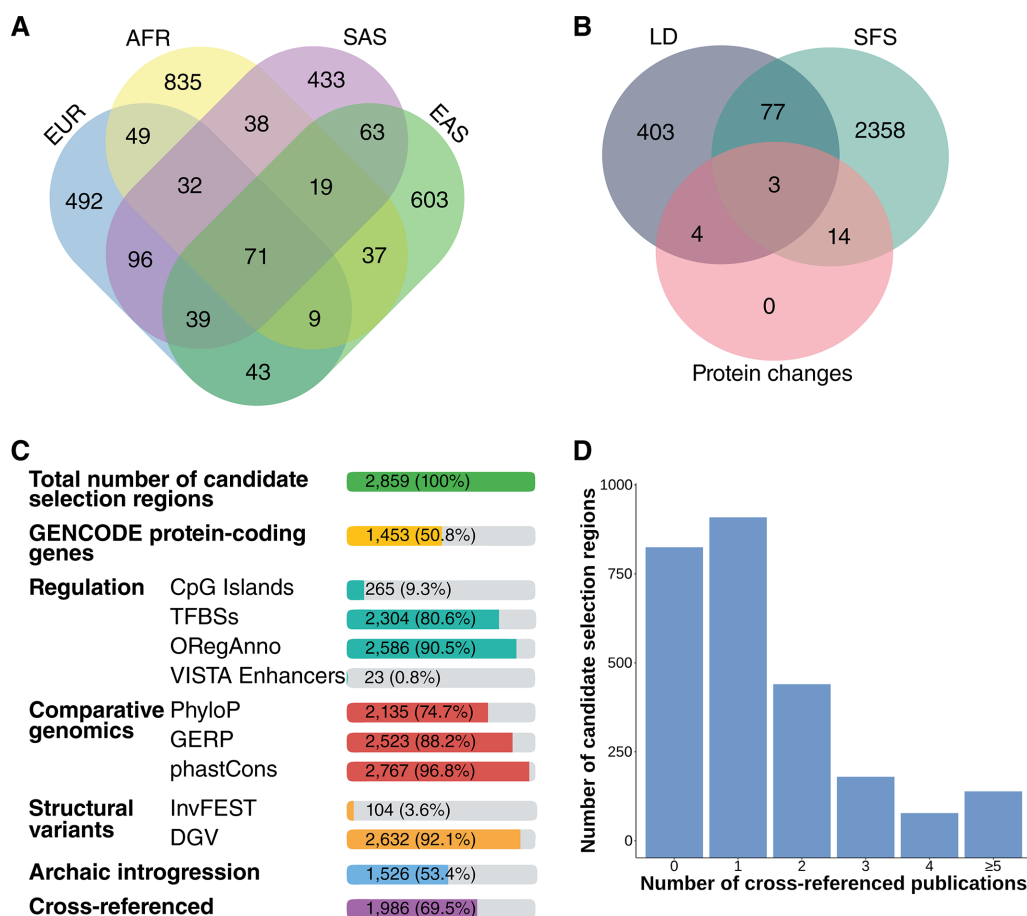 A
AFR
SAS
EUR
EAS
835
433
49
38
63
32
19
492
603
96
71
37
39
9
43
B
LD
SFS
77
403
2358
3
4
14
0
Protein changes
C
Total number of candidate
selection regions
2,859 (100%)
GENCODE protein-coding
genes
1,453 (50.8%)
Regulation
CpG Islands
265 (9.3%)
TFBSs
2,304 (80.6%)
ORegAnno
2,586 (90.5%)
VISTA Enhancers
23 (0.8%)
Comparative
genomics
PhyloP
2,135 (74.7%)
GERP
2,523 (88.2%)
phastCons
2,767 (96.8%)
Structural
variants
InvFEST
104 (3.6%)
DGV
2,632 (92.1%)
Archaic introgression
1,526 (53.4%)
Cross-referenced
1,986 (69.5%)
D
Number of candidate selection regions
1000
750
500
250
0
0 1 2 3 4 ≥5
Number of cross-referenced publications